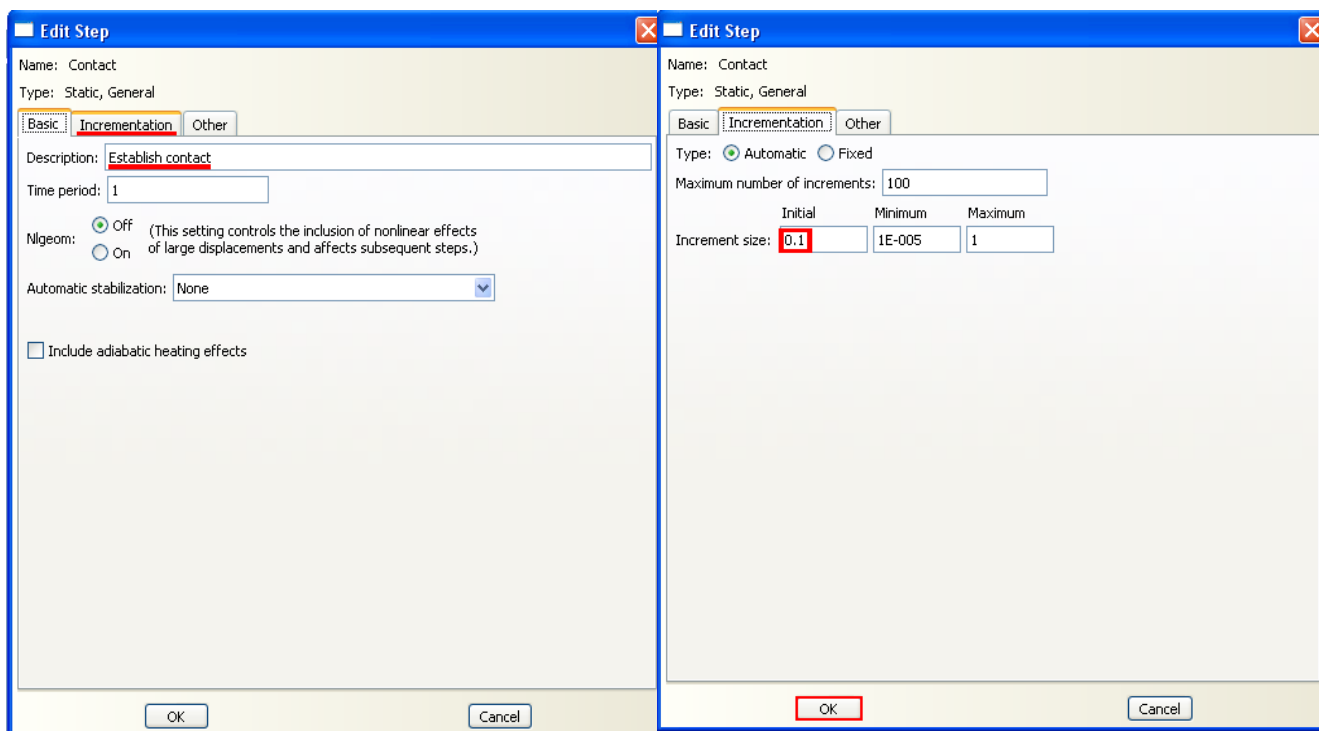 Edit Step
Name: Contact
Type: Static, General
Basic Incrementation Other
Description: Establish contact
Time period: 1
Nlgeom: Off (This setting controls the inclusion of nonlinear effects
On of large displacements and affects subsequent steps.)
Automatic stabilization: None
Include adiabatic heating effects
OK Cancel
Edit Step
Name: Contact
Type: Static, General
Basic Incrementation Other
Type: Automatic Fixed
Maximum number of increments: 100
Initial Minimum Maximum
Increment size: 0.1 1E-005 1
OK Cancel